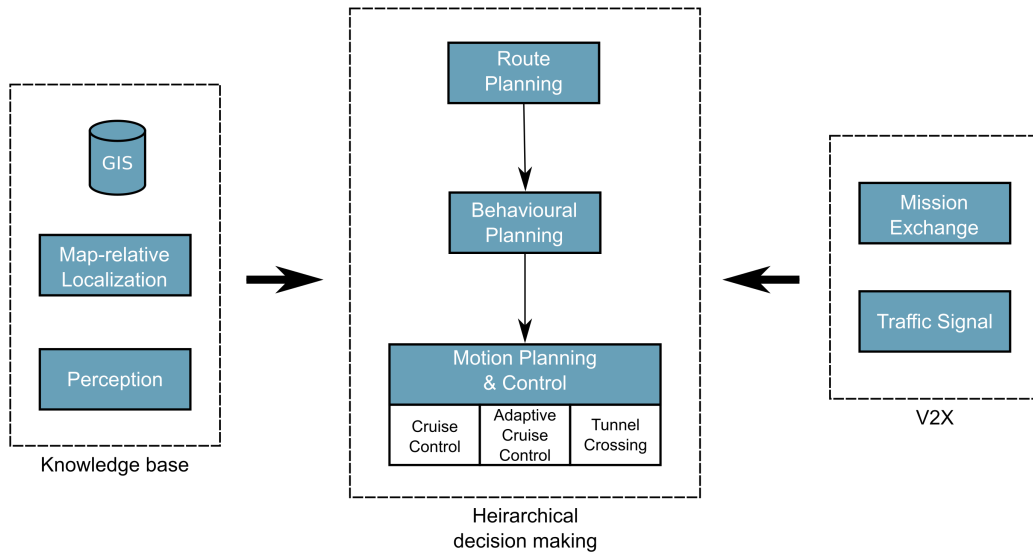 GIS
Map-relative
Localization
Perception
Knowledge base
Route
Planning
Behavioural
Planning
Motion Planning
& Control
Cruise
Control
Adaptive
Cruise
Control
Tunnel
Crossing
Heirarchical
decision making
Mission
Exchange
Traffic Signal
V2X